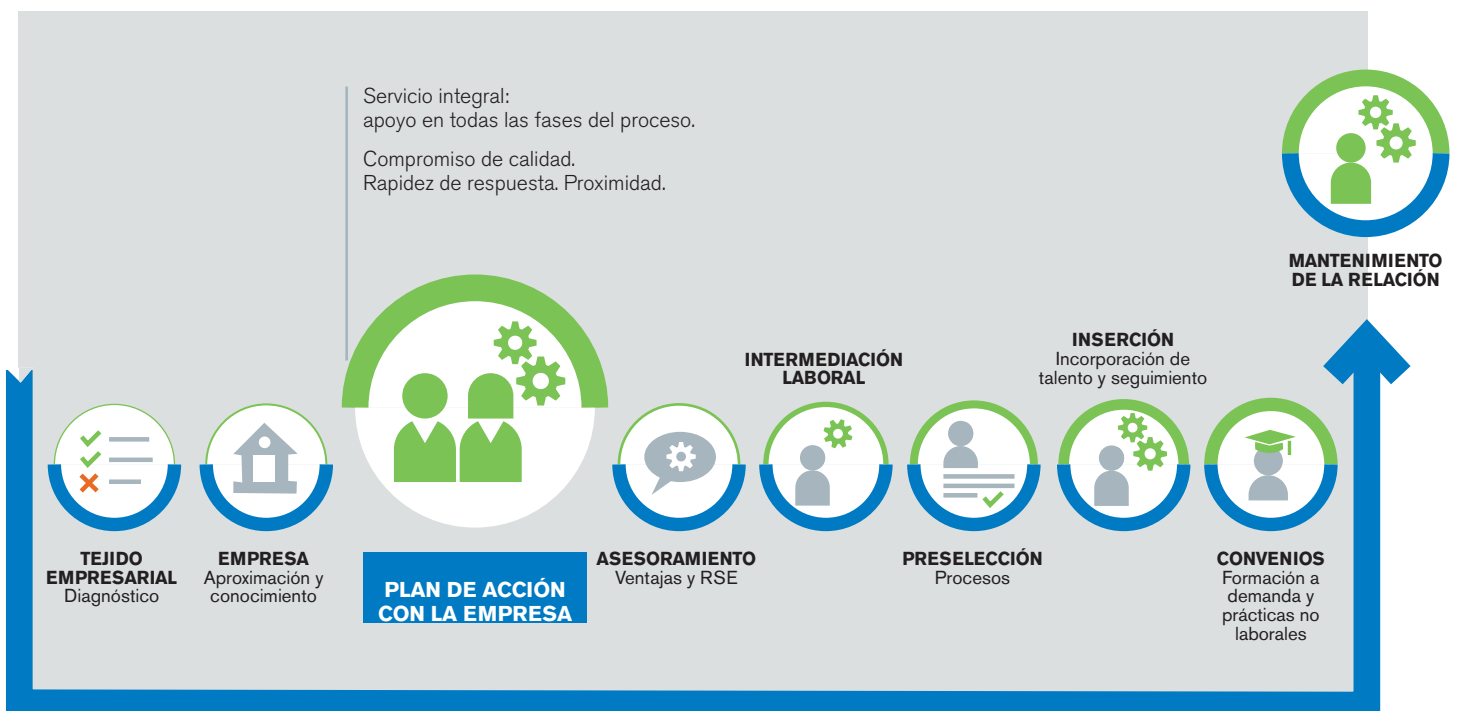 Servicio integral:
apoyo en todas las fases del proceso.
Compromiso de calidad.
Rapidez de respuesta. Proximidad.
TEJIDO
EMPRESARIAL
Diagnóstico
EMPRESA
Aproximación y
conocimiento
PLAN DE ACCIÓN
CON LA EMPRESA
ASESORAMIENTO
Ventajas y RSE
INTERMEDIACIÓN
LABORAL
PRESELECCIÓN
Procesos
INSERCIÓN
Incorporación de
talento y seguimiento
CONVENIOS
Formación a
demanda y
prácticas no
laborales
MANTENIMIENTO
DE LA RELACIÓN